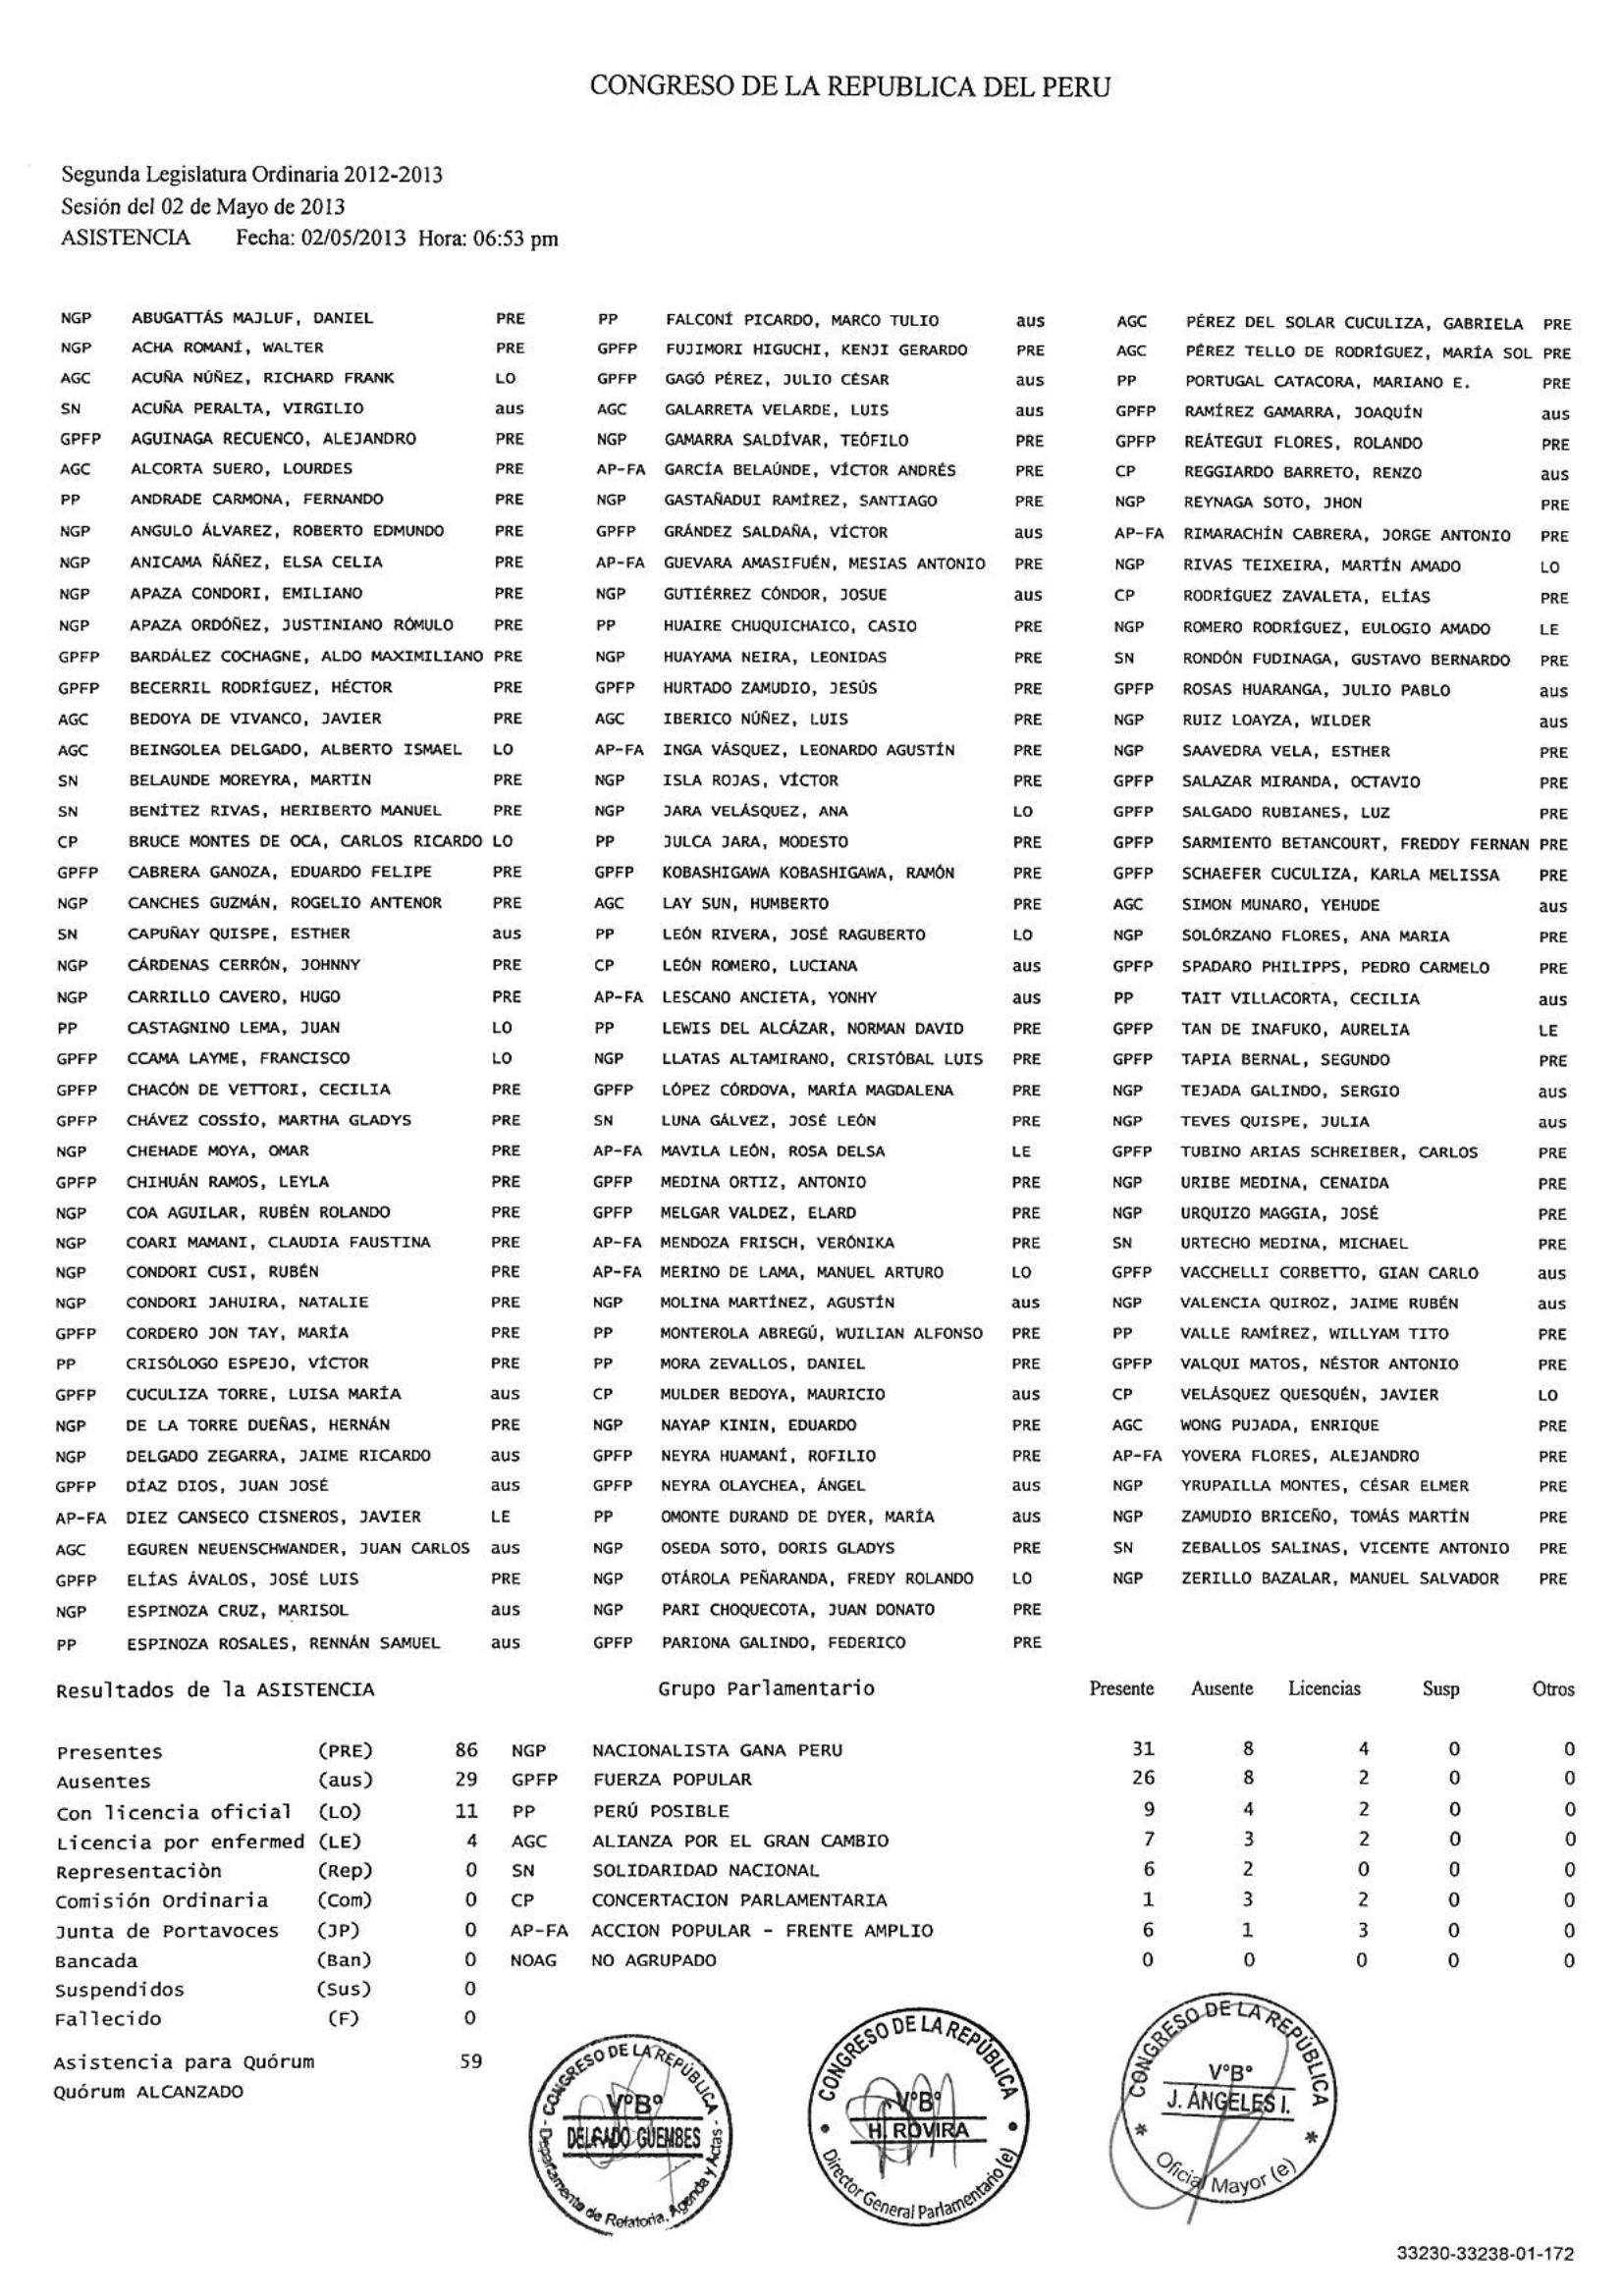 CONGRESO DE LA REPUBLICA DEL PERU
Segunda Legislatura Ordinaria 2012-2013
Sesión del 02 de Mayo de 2013
ASISTENCIA Fecha: 02/05/2013 Hora: 06:53 pm
NGP ABUGATTÁS MAJLUF, DANIEL PRE PP FALCONÍ PICARDO, MARCO TULIO aus AGC PÉREZ DEL SOLAR CUCULIZA, GABRIELA PRE
NGP ACHA ROMANÍ, WALTER PRE GPFP FUJIMORI HIGUCHI, KENJI GERARDO PRE AGC PÉREZ TELLO DE RODRÍGUEZ, MARÍA SOL PRE
AGC ACUÑA NÚÑEZ, RICHARD FRANK LO GPFP GAGÓ PÉREZ, JULIO CÉSAR aus PP PORTUGAL CATACORA, MARIANO E. PRE
SN ACUÑA PERALTA, VIRGILIO aus AGC GALARRETA VELARDE, LUIS aus GPFP RAMÍREZ GAMARRA, JOAQUÍN aus
GPFP AGUINAGA RECUENCO, ALEJANDRO PRE NGP GAMARRA SALDÍVAR, TEÓFILO PRE GPFP REÁTEGUI FLORES, ROLANDO PRE
AGC ALCORTA SUERO, LOURDES PRE AP-FA GARCÍA BELAÚNDE, VÍCTOR ANDRÉS PRE CP REGGIARDO BARRETO, RENZO aus
PP ANDRADE CARMONA, FERNANDO PRE NGP GASTAÑADUI RAMÍREZ, SANTIAGO PRE NGP REYNAGA SOTO, JHON PRE
NGP ANGULO ÁLVAREZ, ROBERTO EDMUNDO PRE GPFP GRÁNDEZ SALDAÑA, VÍCTOR aus AP-FA RIMARACHÍN CABRERA, JORGE ANTONIO PRE
NGP ANICAMA ÑÁÑEZ, ELSA CELIA PRE AP-FA GUEVARA AMASIFUÉN, MESIAS ANTONIO PRE NGP RIVAS TEIXEIRA, MARTÍN AMADO LO
NGP APAZA CONDORI, EMILIANO PRE NGP GUTIÉRREZ CÓNDOR, JOSUE aus CP RODRÍGUEZ ZAVALETA, ELÍAS PRE
NGP APAZA ORDÓÑEZ, JUSTINIANO RÓMULO PRE PP HUAIRE CHUQUICHAICO, CASIO PRE NGP ROMERO RODRÍGUEZ, EULOGIO AMADO LE
GPFP BARDÁLEZ COCHAGNE, ALDO MAXIMILIANO PRE NGP HUAYAMA NEIRA, LEONIDAS PRE SN RONDÓN FUDINAGA, GUSTAVO BERNARDO PRE
GPFP BECERRIL RODRÍGUEZ, HÉCTOR PRE GPFP HURTADO ZAMUDIO, JESÚS PRE GPFP ROSAS HUARANGA, JULIO PABLO aus
AGC BEDOYA DE VIVANCO, JAVIER PRE AGC IBERICO NÚÑEZ, LUIS PRE NGP RUIZ LOAYZA, WILDER aus
AGC BEINGOLEA DELGADO, ALBERTO ISMAEL LO AP-FA INGA VÁSQUEZ, LEONARDO AGUSTÍN PRE NGP SAAVEDRA VELA, ESTHER PRE
SN BELAUNDE MOREYRA, MARTIN PRE NGP ISLA ROJAS, VÍCTOR PRE GPFP SALAZAR MIRANDA, OCTAVIO PRE
SN BENÍTEZ RIVAS, HERIBERTO MANUEL PRE NGP JARA VELÁSQUEZ, ANA LO GPFP SALGADO RUBIANES, LUZ PRE
CP BRUCE MONTES DE OCA, CARLOS RICARDO LO PP JULCA JARA, MODESTO PRE GPFP SARMIENTO BETANCOURT, FREDDY FERNAN PRE
GPFP CABRERA GANOZA, EDUARDO FELIPE PRE GPFP KOBASHIGAWA KOBASHIGAWA, RAMÓN PRE GPFP SCHAEFER CUCULIZA, KARLA MELISSA PRE
NGP CANCHES GUZMÁN, ROGELIO ANTENOR PRE AGC LAY SUN, HUMBERTO PRE AGC SIMON MUNARO, YEHUDE aus
SN CAPUÑAY QUISPE, ESTHER aus PP LEÓN RIVERA, JOSÉ RAGUBERTO LO NGP SOLÓRZANO FLORES, ANA MARIA PRE
NGP CÁRDENAS CERRÓN, JOHNNY PRE CP LEÓN ROMERO, LUCIANA aus GPFP SPADARO PHILIPPS, PEDRO CARMELO PRE
NGP CARRILLO CAVERO, HUGO PRE AP-FA LESCANO ANCIETA, YONHY aus PP TAIT VILLACORTA, CECILIA aus
PP CASTAGNINO LEMA, JUAN LO PP LEWIS DEL ALCÁZAR, NORMAN DAVID PRE GPFP TAN DE INAFUKO, AURELIA LE
GPFP CCAMA LAYME, FRANCISCO LO NGP LLATAS ALTAMIRANO, CRISTÓBAL LUIS PRE GPFP TAPIA BERNAL, SEGUNDO PRE
GPFP CHACÓN DE VETTORI, CECILIA PRE GPFP LÓPEZ CÓRDOVA, MARÍA MAGDALENA PRE NGP TEJADA GALINDO, SERGIO aus
GPFP CHÁVEZ COSSÍO, MARTHA GLADYS PRE SN LUNA GÁLVEZ, JOSÉ LEÓN PRE NGP TEVES QUISPE, JULIA aus
NGP CHEHADE MOYA, OMAR PRE AP-FA MAVILA LEÓN, ROSA DELSA LE GPFP TUBINO ARIAS SCHREIBER, CARLOS PRE
GPFP CHIHUÁN RAMOS, LEYLA PRE GPFP MEDINA ORTIZ, ANTONIO PRE NGP URIBE MEDINA, CENAIDA PRE
NGP COA AGUILAR, RUBÉN ROLANDO PRE GPFP MELGAR VALDEZ, ELARD PRE NGP URQUIZO MAGGIA, JOSÉ PRE
NGP COARI MAMANI, CLAUDIA FAUSTINA PRE AP-FA MENDOZA FRISCH, VERÓNIKA PRE SN URTECHO MEDINA, MICHAEL PRE
NGP CONDORI CUSI, RUBÉN PRE AP-FA MERINO DE LAMA, MANUEL ARTURO LO GPFP VACCHELLI CORBETTO, GIAN CARLO aus
NGP CONDORI JAHUIRA, NATALIE PRE NGP MOLINA MARTÍNEZ, AGUSTÍN aus NGP VALENCIA QUIROZ, JAIME RUBÉN aus
GPFP CORDERO JON TAY, MARÍA PRE PP MONTEROLA ABREGÚ, WUILIAN ALFONSO PRE PP VALLE RAMÍREZ, WILLYAM TITO PRE
PP CRISÓLOGO ESPEJO, VÍCTOR PRE PP MORA ZEVALLOS, DANIEL PRE GPFP VALQUI MATOS, NÉSTOR ANTONIO PRE
GPFP CUCULIZA TORRE, LUISA MARÍA aus CP MULDER BEDOYA, MAURICIO aus CP VELÁSQUEZ QUESQUÉN, JAVIER LO
NGP DE LA TORRE DUEÑAS, HERNÁN PRE NGP NAYAP KININ, EDUARDO PRE AGC WONG PUJADA, ENRIQUE PRE
NGP DELGADO ZEGARRA, JAIME RICARDO aus GPFP NEYRA HUAMANÍ, ROFILIO PRE AP-FA YOVERA FLORES, ALEJANDRO PRE
GPFP DÍAZ DIOS, JUAN JOSÉ aus GPFP NEYRA OLAYCHEA, ÁNGEL aus NGP YRUPAILLA MONTES, CÉSAR ELMER PRE
AP-FA DIEZ CANSECO CISNEROS, JAVIER LE PP OMONTE DURAND DE DYER, MARÍA aus NGP ZAMUDIO BRICEÑO, TOMÁS MARTÍN PRE
AGC EGUREN NEUENSCHWANDER, JUAN CARLOS aus NGP OSEDA SOTO, DORIS GLADYS PRE SN ZEBALLOS SALINAS, VICENTE ANTONIO PRE
GPFP ELÍAS ÁVALOS, JOSÉ LUIS PRE NGP OTÁROLA PEÑARANDA, FREDY ROLANDO LO NGP ZERILLO BAZALAR, MANUEL SALVADOR PRE
NGP ESPINOZA CRUZ, MARISOL aus NGP PARI CHOQUECOTA, JUAN DONATO PRE
PP ESPINOZA ROSALES, RENNÁN SAMUEL aus GPFP PARIONA GALINDO, FEDERICO PRE
Resultados de la ASISTENCIA Grupo Parlamentario Presente Ausente Licencias Susp Otros
Presentes (PRE) 86 NGP NACIONALISTA GANA PERU 31 8 4 0 0
Ausentes (aus) 29 GPFP FUERZA POPULAR 26 8 2 0 0
Con licencia oficial (LO) 11 PP PERÚ POSIBLE 9 4 2 0 0
Licencia por enfermed (LE) 4 AGC ALIANZA POR EL GRAN CAMBIO 7 3 2 0 0
Representaciòn (Rep) 0 SN SOLIDARIDAD NACIONAL 6 2 0 0 0
Comisión Ordinaria (Com) 0 CP CONCERTACION PARLAMENTARIA 1 3 2 0 0
Junta de Portavoces (JP) 0 AP-FA ACCION POPULAR - FRENTE AMPLIO 6 1 3 0 0
Bancada (Ban) 0 NOAG NO AGRUPADO 0 0 0 0 0
Suspendidos (Sus) 0
Fallecido (F) 0
Asistencia para Quórum 59
Quórum ALCANZADO
CONGRESO DE LA REPÚBLICA
V°B°
DELGADO GUEMBES
Departamento de Relatoria, Agenda y Actas
CONGRESO DE LA REPÚBLICA
V°B°
H. ROVIRA
Director General Parlamentario (e)
CONGRESO DE LA REPÚBLICA
V°B°
J. ÁNGELES I.
Oficial Mayor (e)
33230-33238-01-172